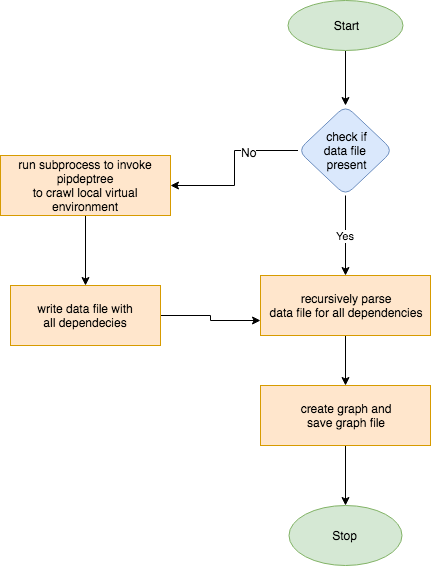 Start
check if
data file
present
No
run subprocess to invoke
pipdeptree
to crawl local virtual
environment
Yes
write data file with
all dependecies
recursively parse
data file for all dependencies
create graph and
save graph file
Stop